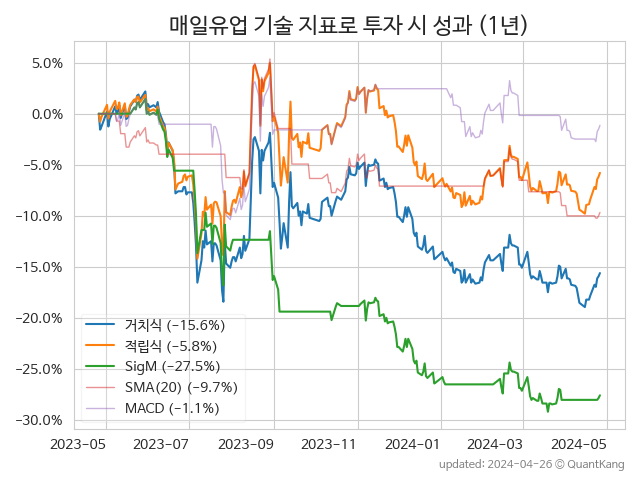 매일유업 기술 지표로 투자 시 성과 (1년)
5.0%
0.0%
−5.0%
−10.0%
−15.0%
−20.0%
−25.0%
−30.0%
거치식 (−15.6%)
적립식 (−5.8%)
SigM (−27.5%)
SMA(20) (−9.7%)
MACD (−1.1%)
2023−05 2023−07 2023−09 2023−11 2024−01 2024−03 2024−05
updated: 2024−04−26 ⓒ QuantKang